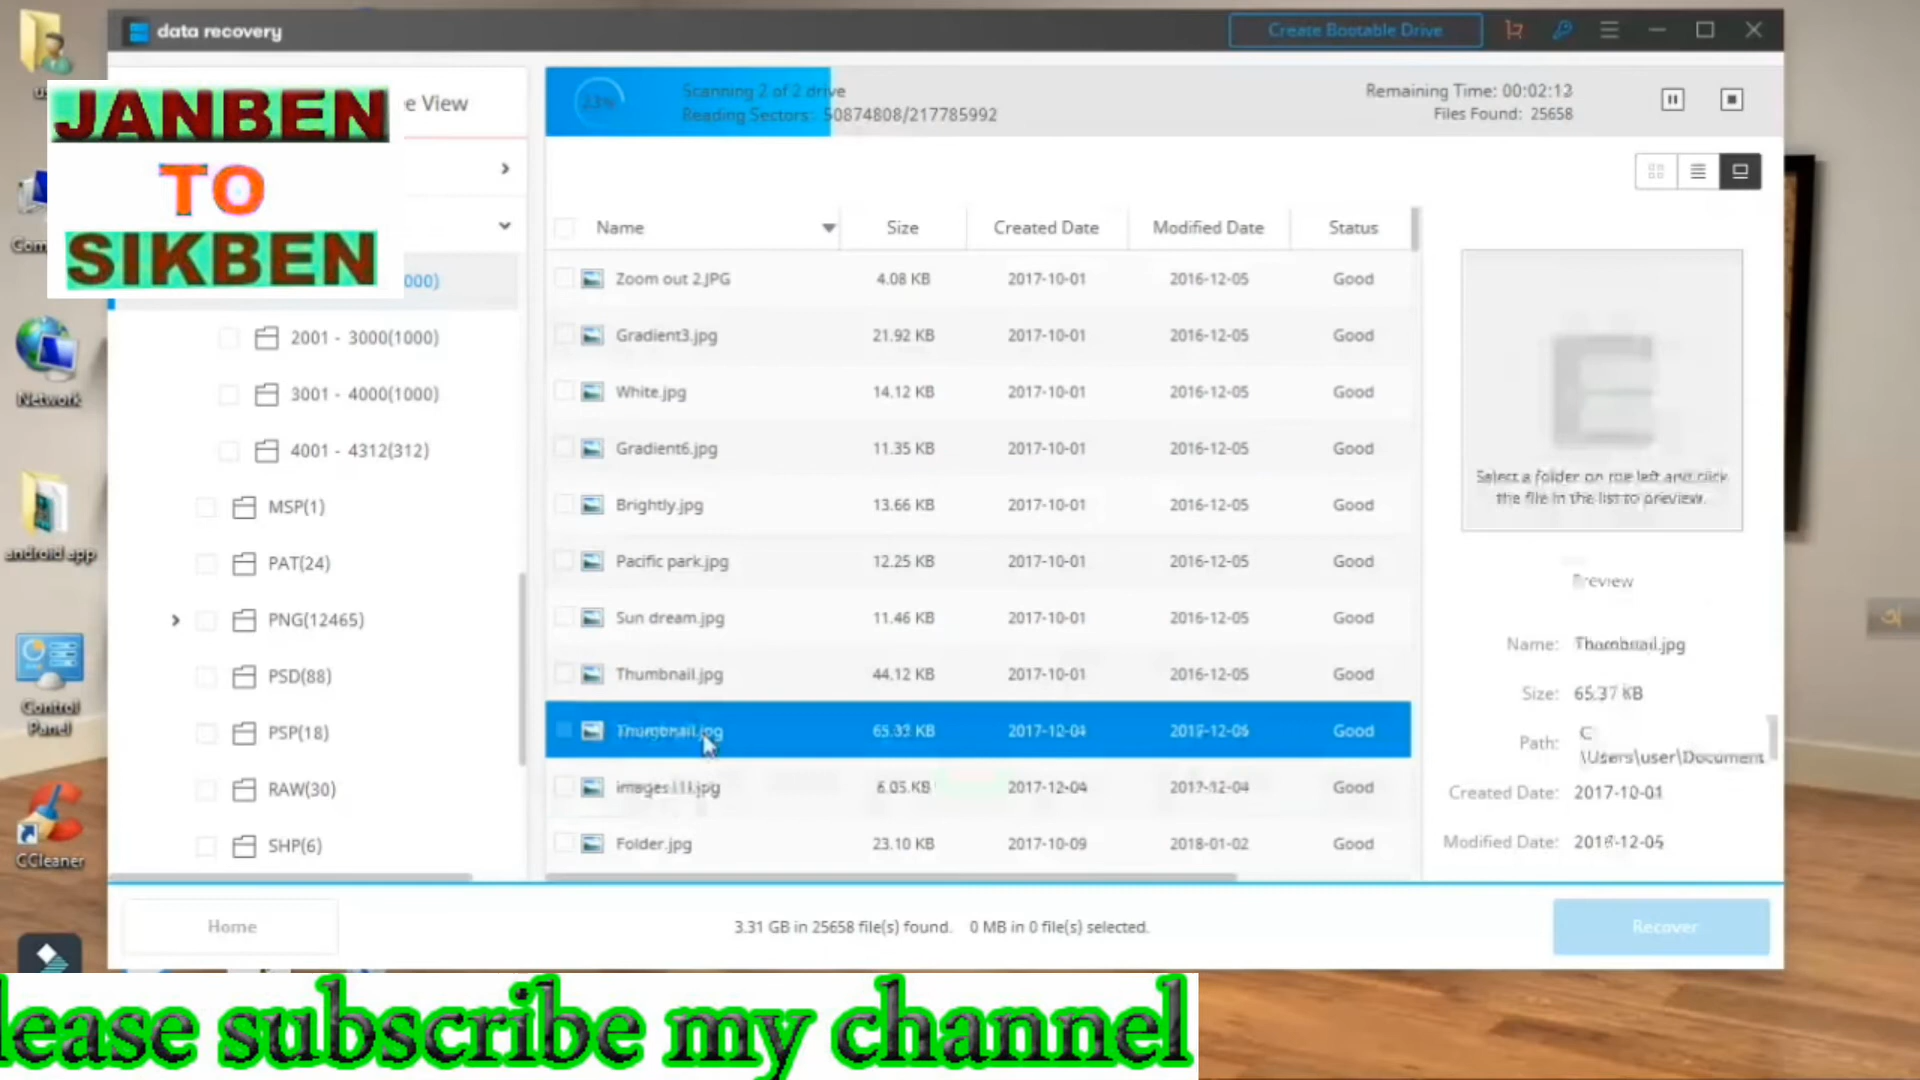 data recovery
Create Bootable Drive
JANBEN
TO
SIKBEN
e View
000)
2001 - 3000(1000)
3001 - 4000(1000)
4001 - 4312(312)
MSP(1)
PAT(24)
PNG(12465)
PSD(88)
PSP(18)
RAW(30)
SHP(6)
23%
Scanning 2 of 2 drive
Reading Sectors: 50874808/217785992
Remaining Time: 00:02:13
Files Found: 25658
Name Size Created Date Modified Date Status
Zoom out 2.JPG 4.08 KB 2017-10-01 2016-12-05 Good
Gradient3.jpg 21.92 KB 2017-10-01 2016-12-05 Good
White.jpg 14.12 KB 2017-10-01 2016-12-05 Good
Gradient6.jpg 11.35 KB 2017-10-01 2016-12-05 Good
Brightly.jpg 13.66 KB 2017-10-01 2016-12-05 Good
Pacific park.jpg 12.25 KB 2017-10-01 2016-12-05 Good
Sun dream.jpg 11.46 KB 2017-10-01 2016-12-05 Good
Thumbnail.jpg 44.12 KB 2017-10-01 2016-12-05 Good
Thumbnail.jpg 65.33 KB 2017-12-04 Good
6.05 KB 2017-12-04 2017-12-04 Good
Folder.jpg 23.10 KB 2017-10-09 2018-01-02 Good
Select a folder on the left and click
the file in the list to preview.
Preview
Name: Thumbnail.jpg
Size: 65.37 KB
Path: C:
\Users\user\Document
Created Date: 2017-10-01
Modified Date: 2016-12-05
Home
3.31 GB in 25658 file(s) found. 0 MB in 0 file(s) selected.
Recover
Network
android app
Control
Panel
CCleaner
lease subscribe my channel